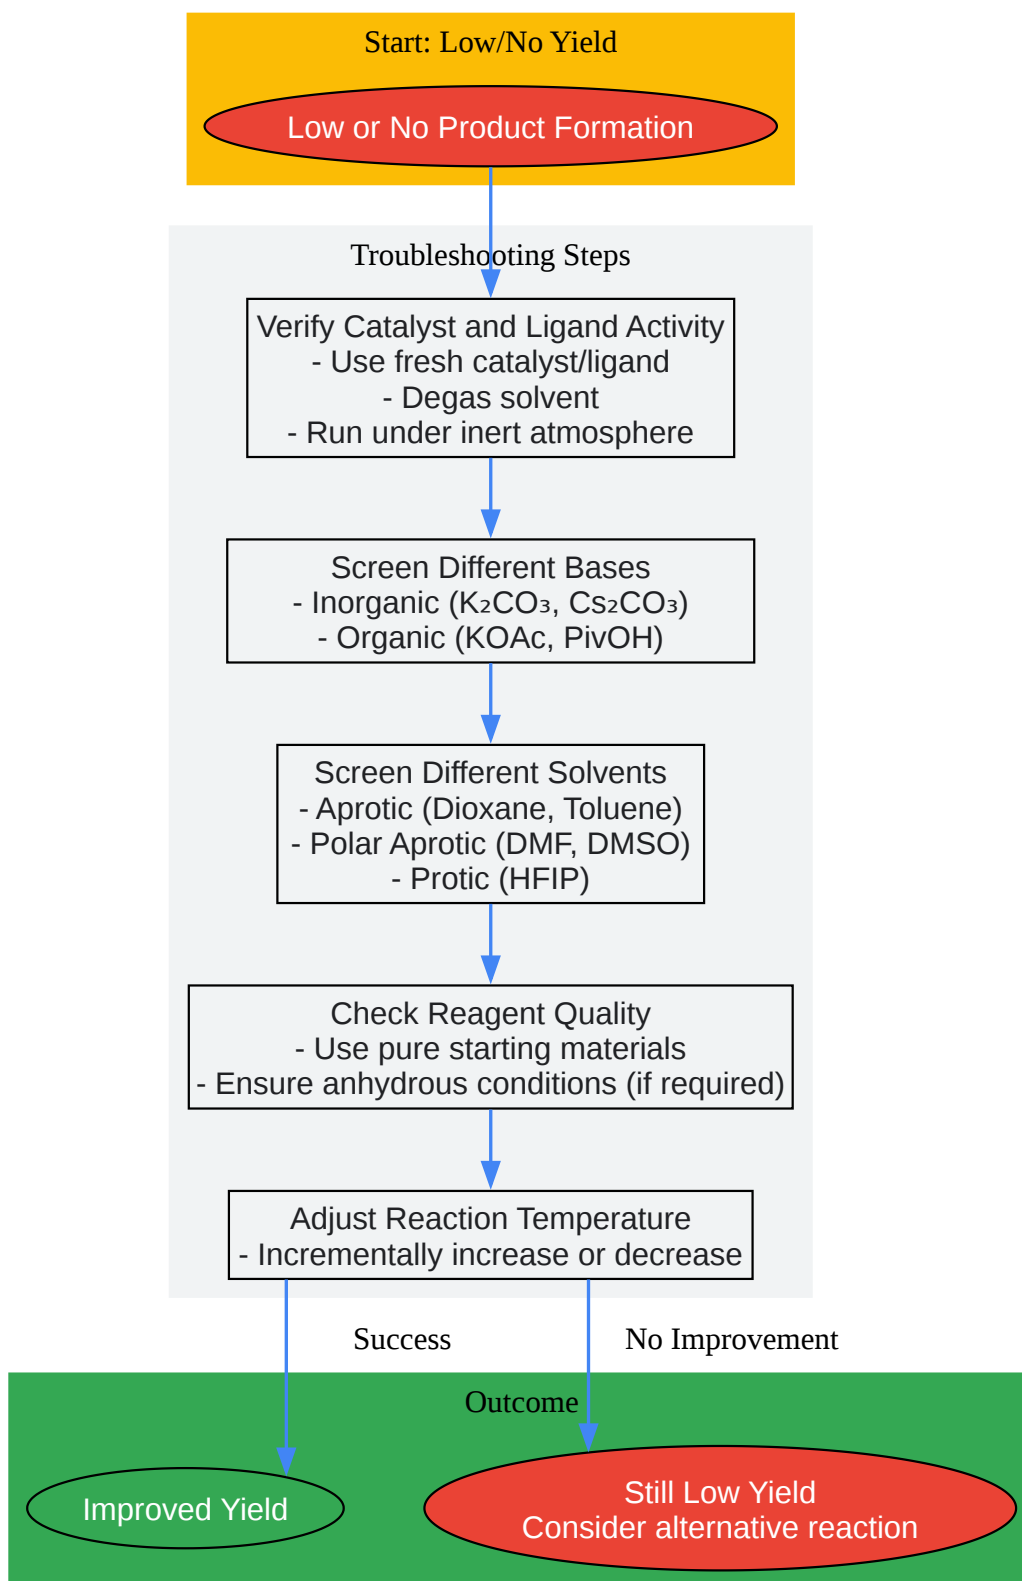 Start: Low/No Yield
Low or No Product Formation
Troubleshooting Steps
Verify Catalyst and Ligand Activity
- Use fresh catalyst/ligand
- Degas solvent
- Run under inert atmosphere
Screen Different Bases
- Inorganic (K₂CO₃, Cs₂CO₃)
- Organic (KOAc, PivOH)
Screen Different Solvents
- Aprotic (Dioxane, Toluene)
- Polar Aprotic (DMF, DMSO)
- Protic (HFIP)
Check Reagent Quality
- Use pure starting materials
- Ensure anhydrous conditions (if required)
Adjust Reaction Temperature
- Incrementally increase or decrease
Success
No Improvement
Outcome
Improved Yield
Still Low Yield
Consider alternative reaction